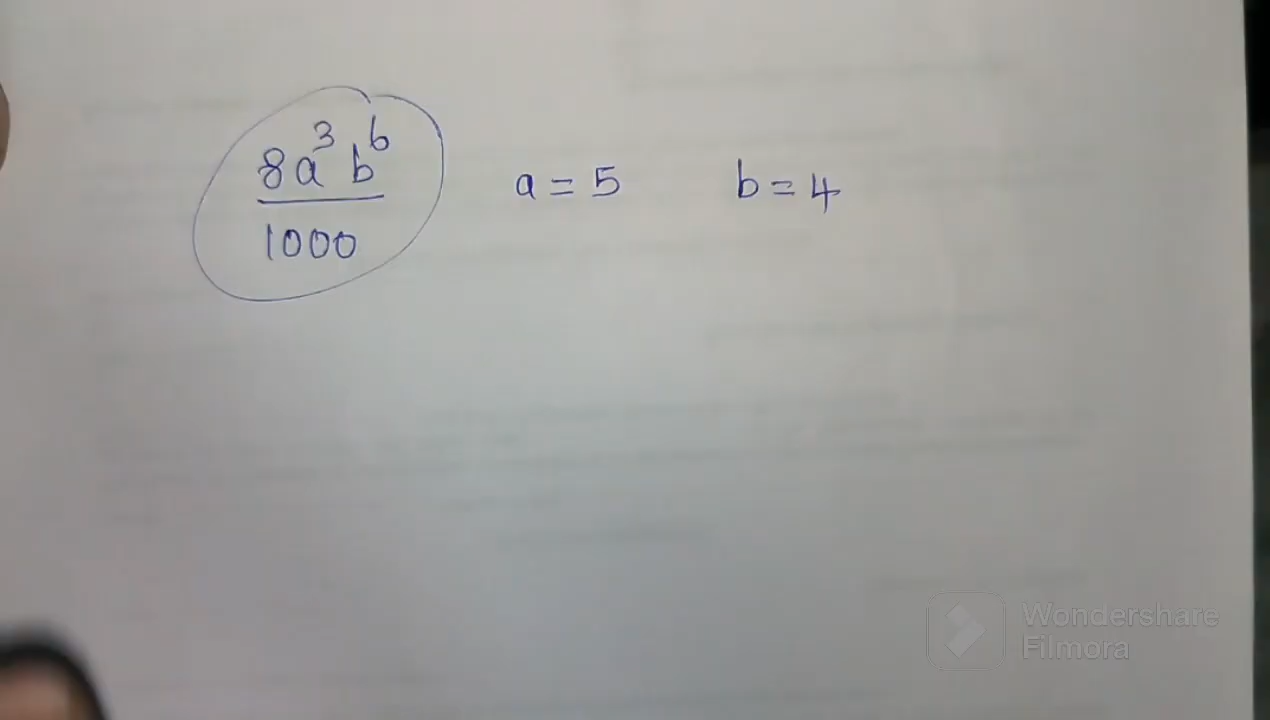 8a³b⁶/1000 a = 5 b = 4
Wondershare
Filmora